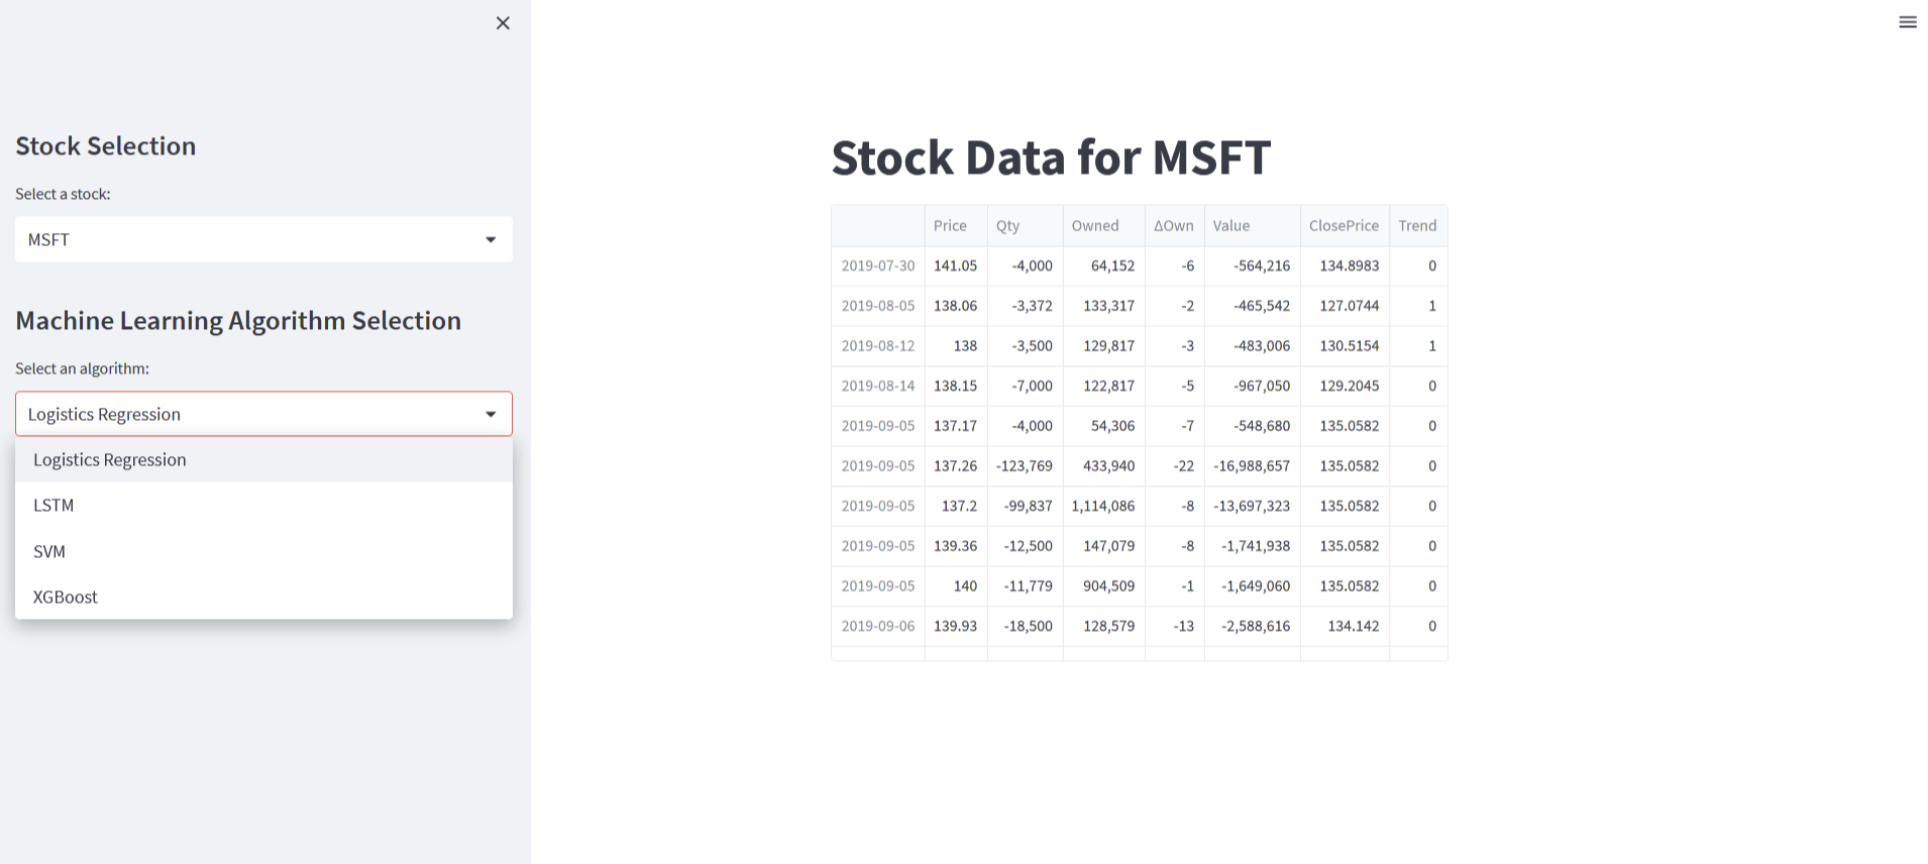 Stock Selection
Select a stock:
MSFT
Machine Learning Algorithm Selection
Select an algorithm:
Logistics Regression
Logistics Regression
LSTM
SVM
XGBoost
Stock Data for MSFT
Price Qty Owned ΔOwn Value ClosePrice Trend
2019-07-30 141.05 -4,000 64,152 -6 -564,216 134.8983 0
2019-08-05 138.06 -3,372 133,317 -2 -465,542 127.0744 1
2019-08-12 138 -3,500 129,817 -3 -483,006 130.5154 1
2019-08-14 138.15 -7,000 122,817 -5 -967,050 129.2045 0
2019-09-05 137.17 -4,000 54,306 -7 -548,680 135.0582 0
2019-09-05 137.26 -123,769 433,940 -22 -16,988,657 135.0582 0
2019-09-05 137.2 -99,837 1,114,086 -8 -13,697,323 135.0582 0
2019-09-05 139.36 -12,500 147,079 -8 -1,741,938 135.0582 0
2019-09-05 140 -11,779 904,509 -1 -1,649,060 135.0582 0
2019-09-06 139.93 -18,500 128,579 -13 -2,588,616 134.142 0